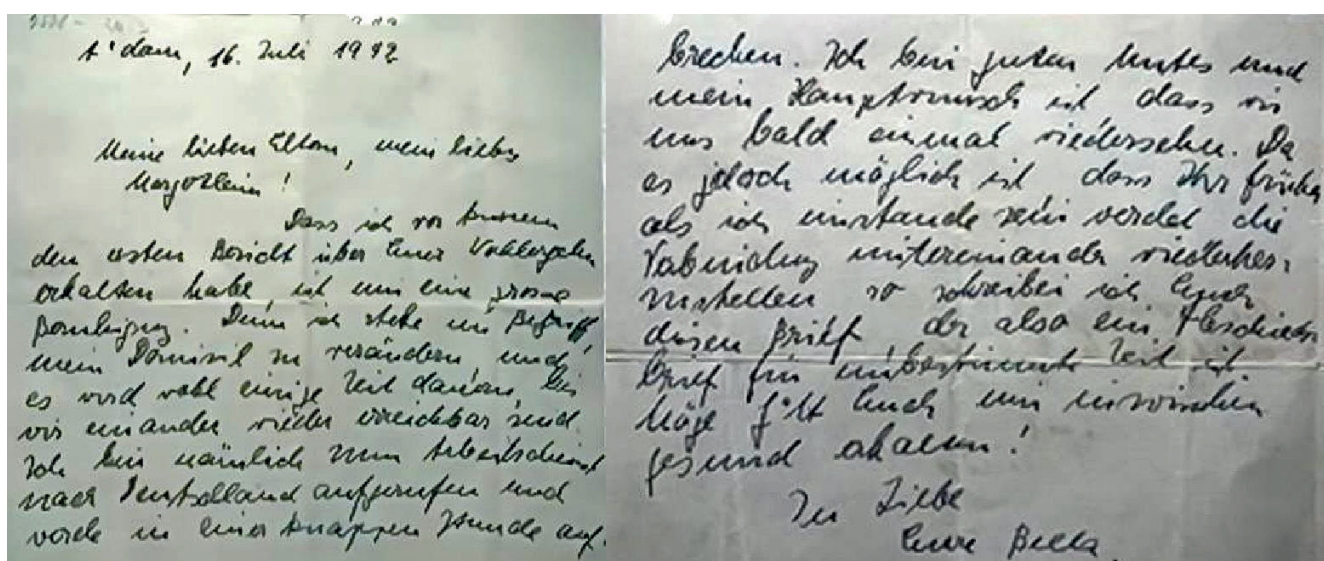 A'dam, 16. Juli 1942
Meine lieben Eltern, mein liebes
Margotlein!
Dass ich vor kurzem
den ersten Bericht über Euer Wohlergehen
erhalten habe, ist mir eine grosse
Beruhigung. Denn ich stehe im Begriff,
mein Domizil zu verändern und
es wird wohl einige Zeit dauern, bis
wir einander wieder erreichbar sind.
Ich bin nämlich zum Arbeitsdienst
nach Deutschland aufgerufen und
werde in einer knappen Stunde auf-
brechen. Ich bin guten Mutes und
mein Hauptwunsch ist dass wir
uns bald einmal wiedersehen. Da
es jedoch möglich ist, dass Ihr früher
als ich imstande sein werdet die
Verbindung miteinander wiederher-
zustellen so schreibe ich Euch
diesen Brief, der also ein Abschieds-
brief für unbestimmte Zeit ist
Möge Gott Euch mir inzwischen
gesund erhalten!
In Liebe
Eure